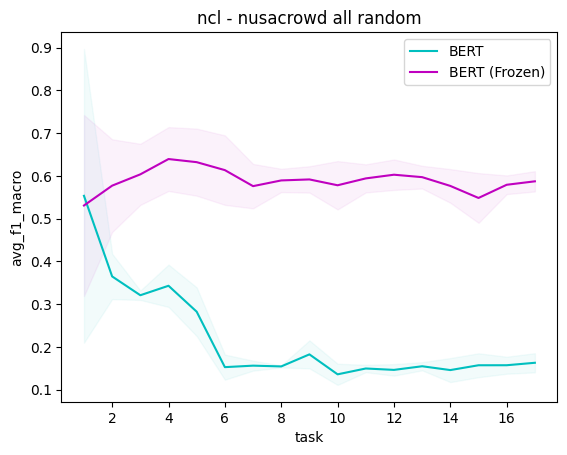 ncl - nusacrowd all random
BERT
BERT (Frozen)
avg_f1_macro
0.9
0.8
0.7
0.6
0.5
0.4
0.3
0.2
0.1
2 4 6 8 10 12 14 16
task